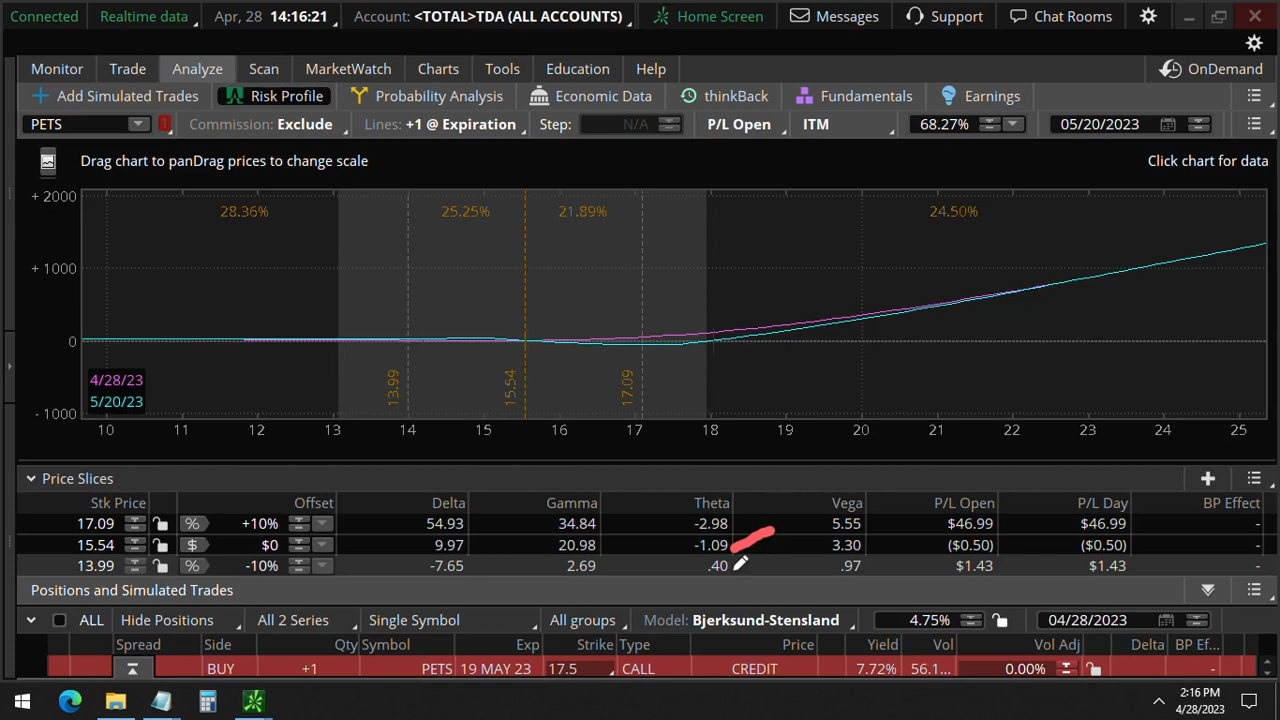 Connected Realtime data Apr, 28 14:16:21 Account: <TOTAL>TDA (ALL ACCOUNTS) Home Screen Messages Support Chat Rooms
Monitor Trade Analyze Scan MarketWatch Charts Tools Education Help OnDemand
Add Simulated Trades Risk Profile Probability Analysis Economic Data thinkBack Fundamentals Earnings
PETS 1 Commission: Exclude Lines: +1 @ Expiration Step: N/A P/L Open ITM 68.27% 05/20/2023
Drag chart to panDrag prices to change scale Click chart for data
+ 2000
28.36% 25.25% 21.89% 24.50%
+ 1000
0
13.99 15.54 17.09
4/28/23
5/20/23
- 1000
10 11 12 13 14 15 16 17 18 19 20 21 22 23 24 25
Price Slices
Stk Price Offset Delta Gamma Theta Vega P/L Open P/L Day BP Effect
17.09 % +10% 54.93 34.84 -2.98 5.55 $46.99 $46.99 -
15.54 $ $0 9.97 20.98 -1.09 3.30 ($0.50) ($0.50) -
13.99 % -10% -7.65 2.69 .40 .97 $1.43 $1.43 -
Positions and Simulated Trades
ALL Hide Positions All 2 Series Single Symbol All groups Model: Bjerksund-Stensland 4.75% 04/28/2023
Spread Side Qty Symbol Exp Strike Type Price Yield Vol Vol Adj Delta BP Ef...
BUY +1 PETS 19 MAY 23 17.5 CALL CREDIT 7.72% 56.1... 0.00% -
2:16 PM
4/28/2023